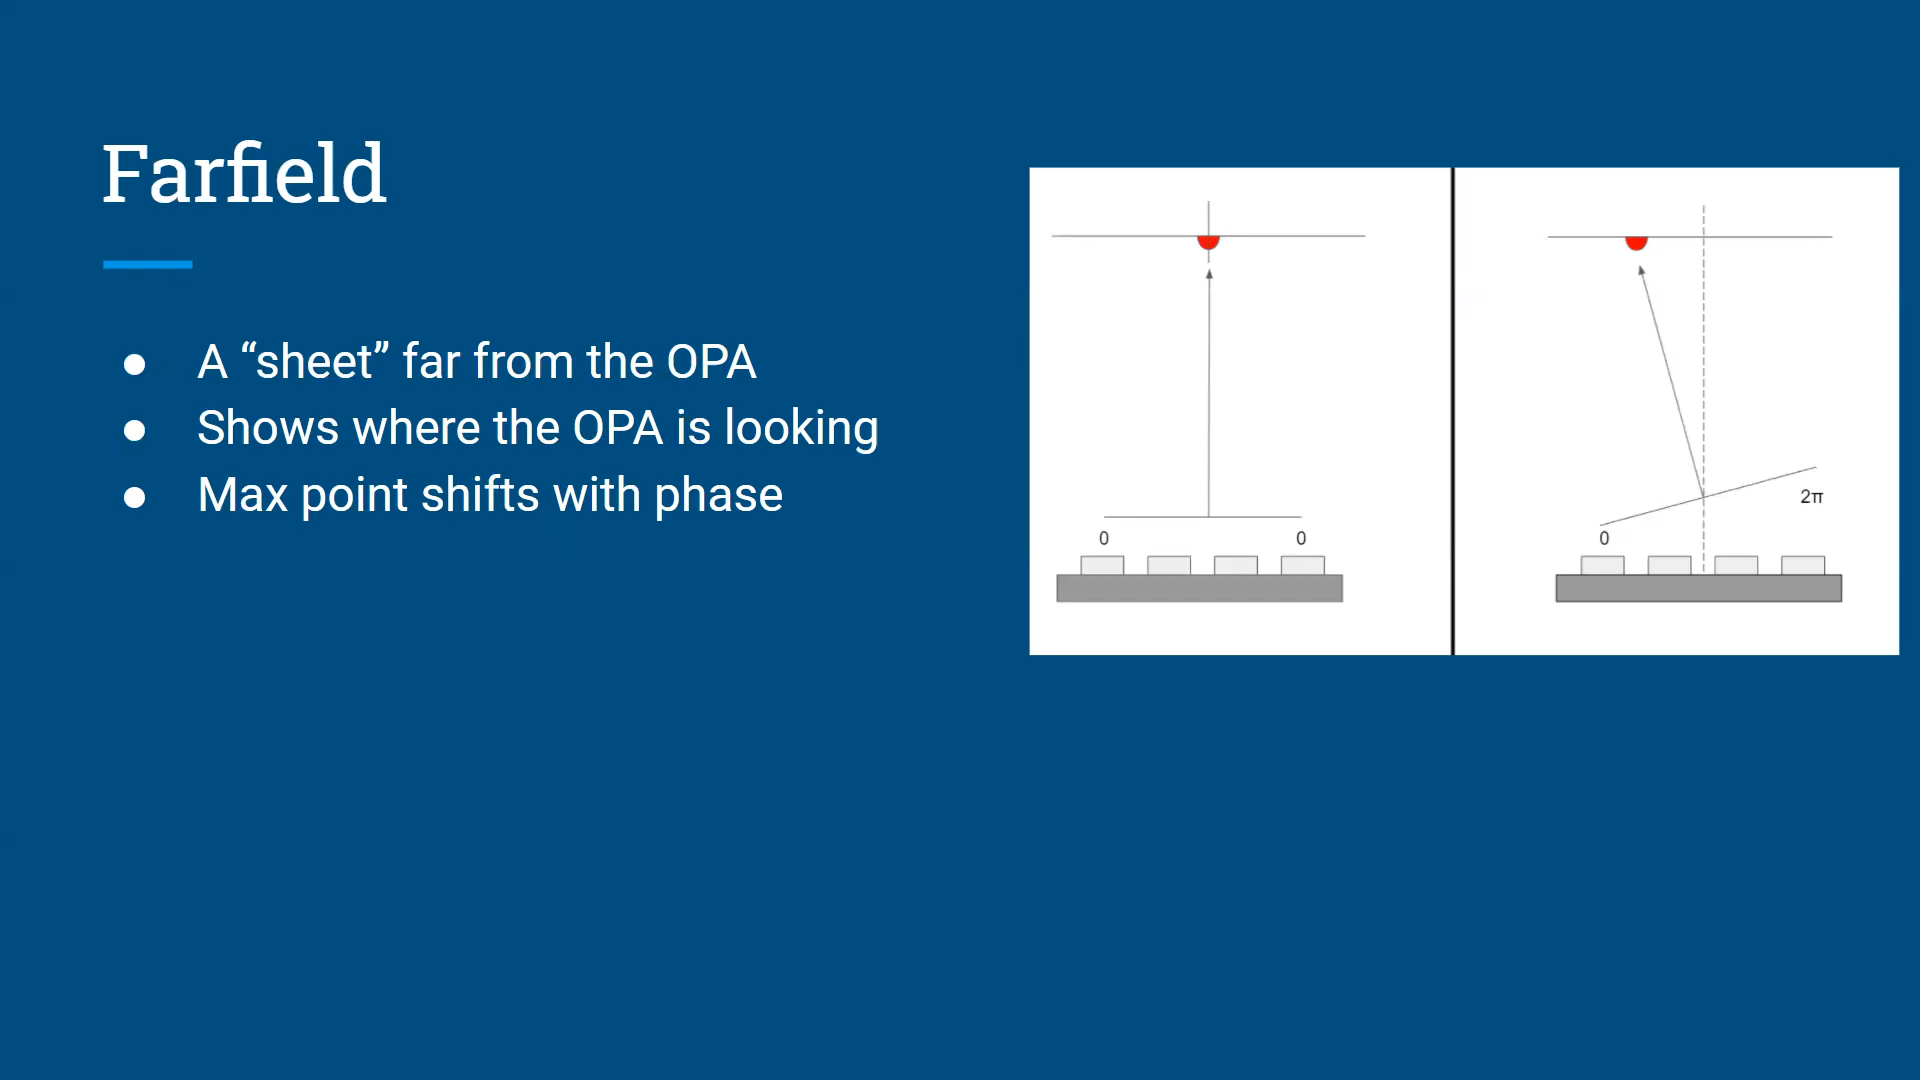 Farfield
● A “sheet” far from the OPA
● Shows where the OPA is looking
● Max point shifts with phase
0 0
2π
0